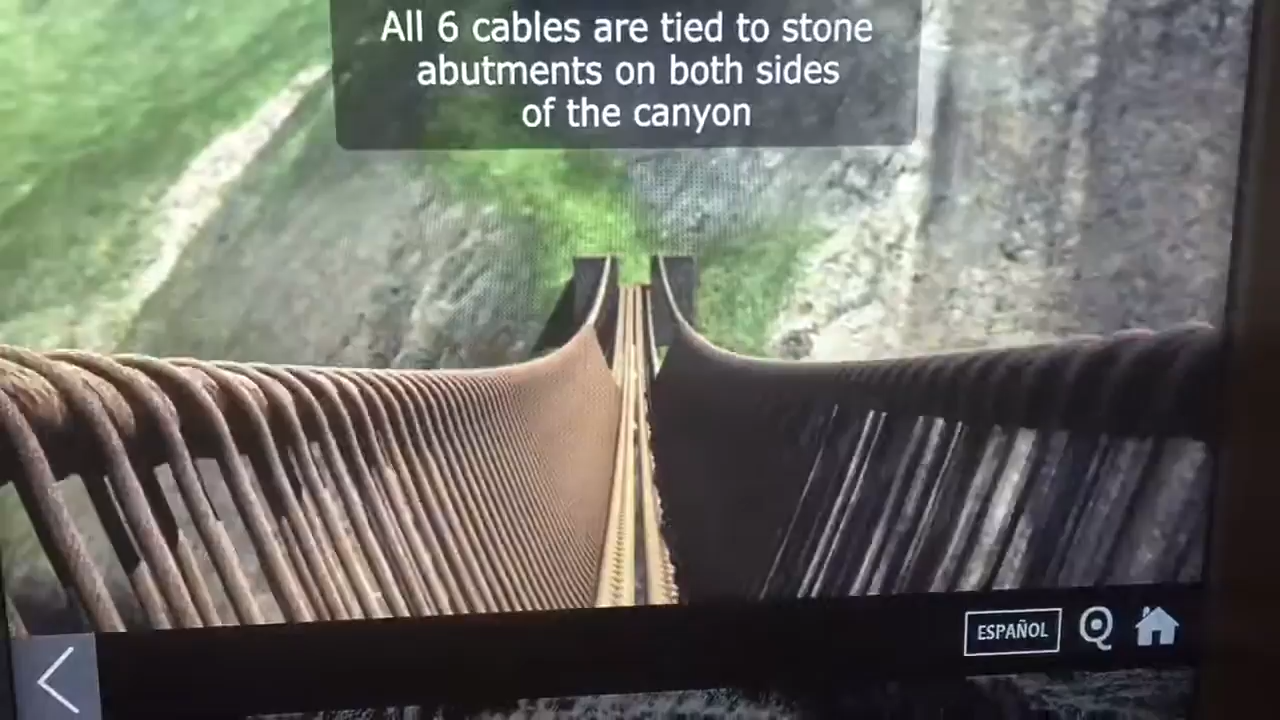 All 6 cables are tied to stone
abutments on both sides
of the canyon
ESPAÑOL